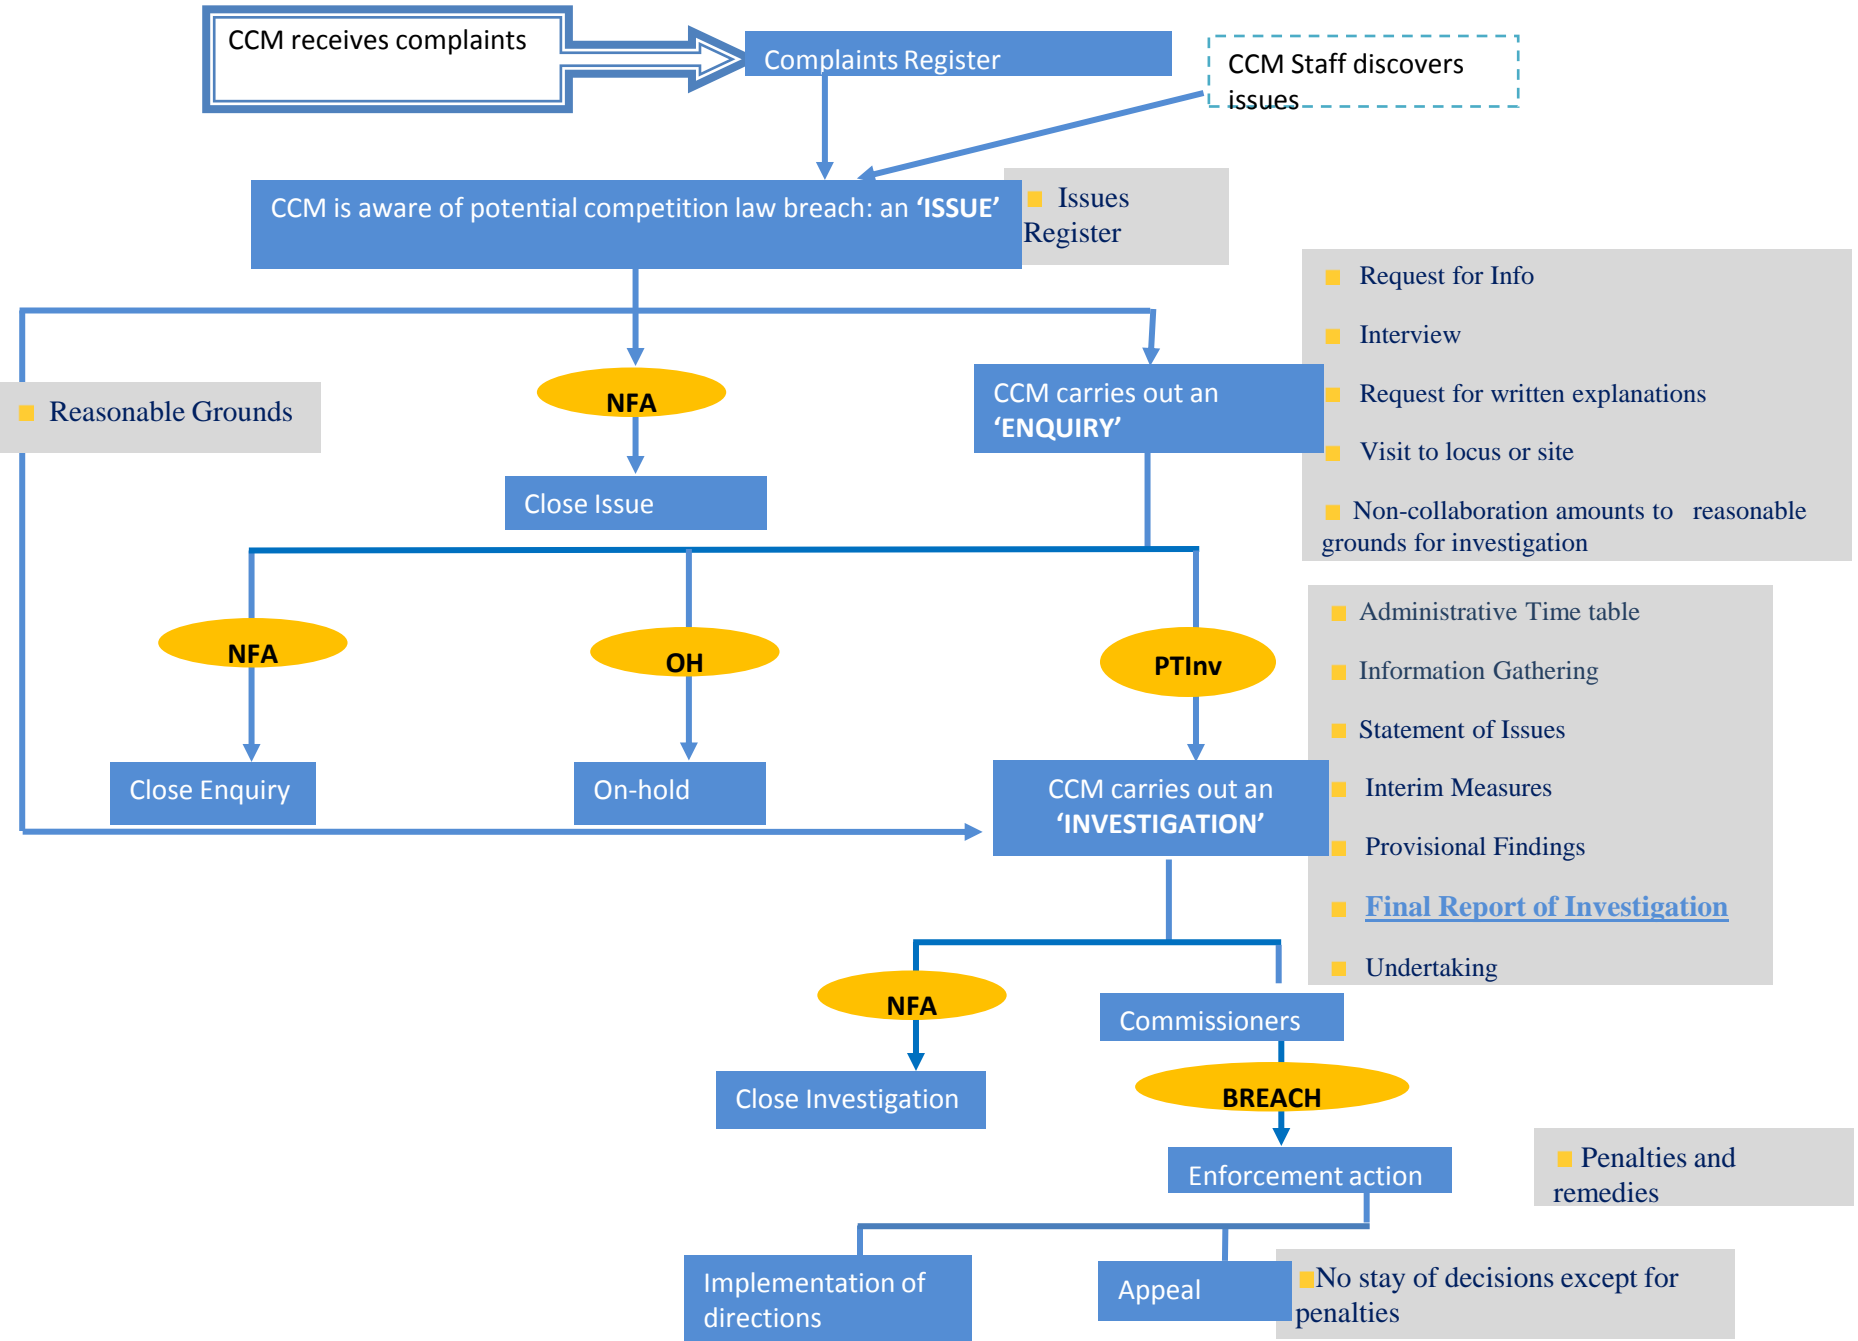 CCM receives complaints
Complaints Register
CCM Staff discovers
issues
CCM is aware of potential competition law breach: an ‘ISSUE’
Issues
Register
Request for Info
Interview
Request for written explanations
Visit to locus or site
Non-collaboration amounts to reasonable
grounds for investigation
Reasonable Grounds
NFA
CCM carries out an
‘ENQUIRY’
Close Issue
NFA
OH
PTInv
Close Enquiry
On-hold
CCM carries out an
‘INVESTIGATION’
Administrative Time table
Information Gathering
Statement of Issues
Interim Measures
Provisional Findings
Final Report of Investigation
Undertaking
NFA
Commissioners
Close Investigation
BREACH
Enforcement action
Penalties and
remedies
Implementation of
directions
Appeal
No stay of decisions except for
penalties